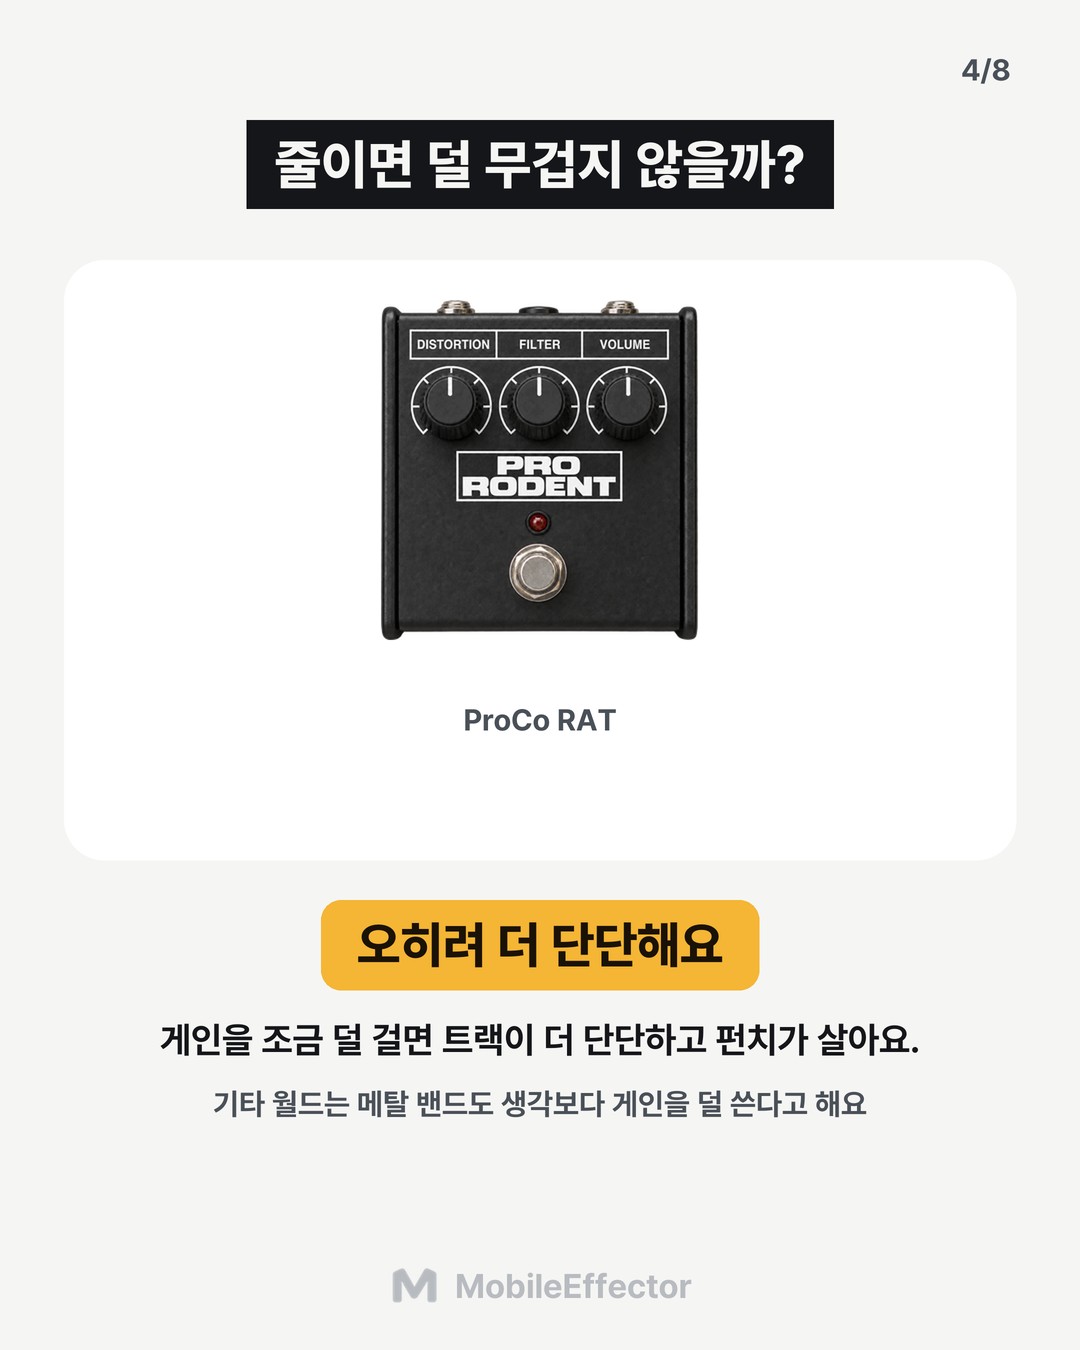 4/8
줄이면 덜 무겁지 않을까?
DISTORTION FILTER VOLUME
PRO
RODENT
ProCo RAT
오히려 더 단단해요
게인을 조금 덜 걸면 트랙이 더 단단하고 펀치가 살아요.
기타 월드는 메탈 밴드도 생각보다 게인을 덜 쓴다고 해요
MobileEffector